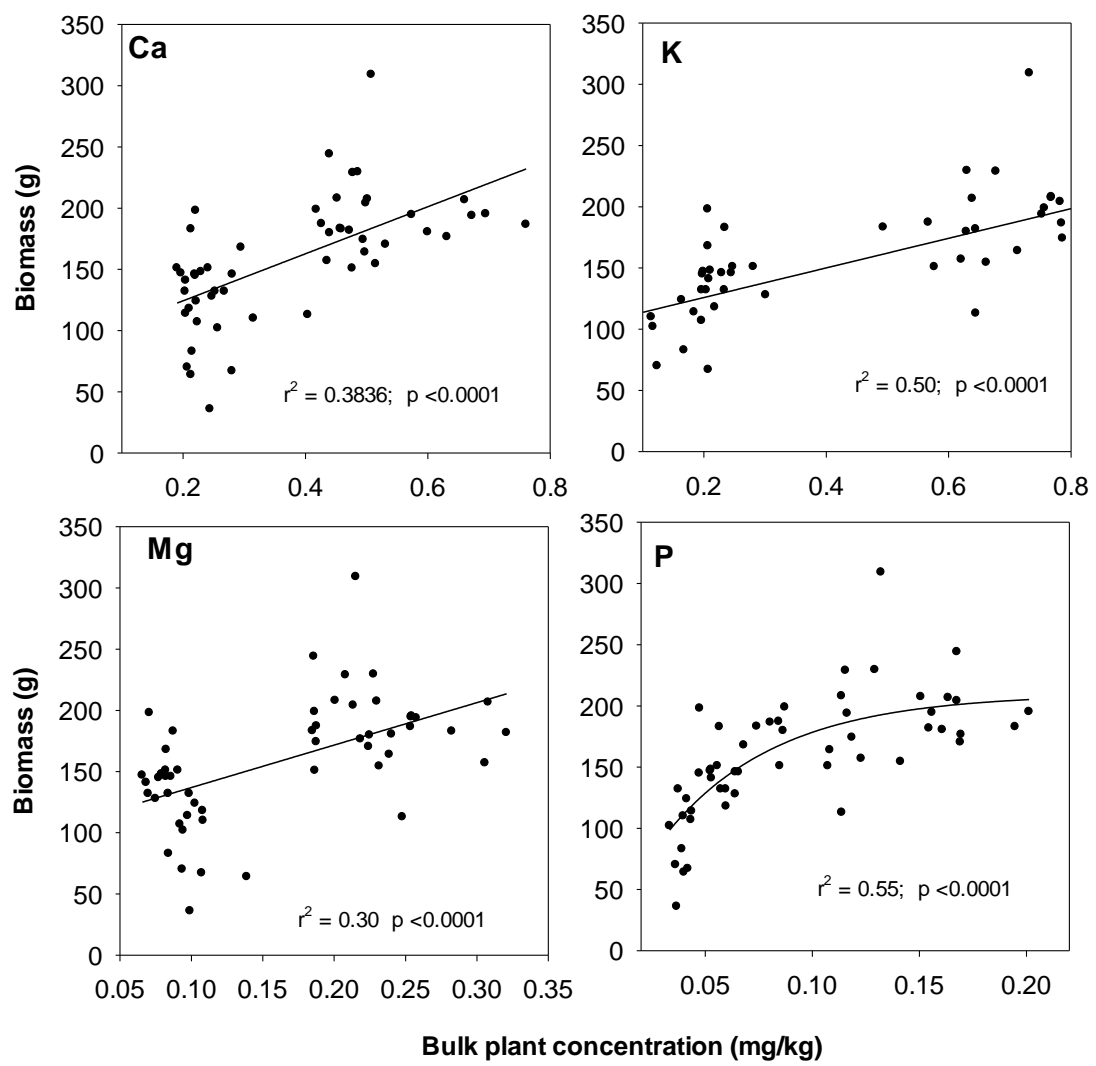 Ca
350
300
250
200
150
100
50
0
Biomass (g)
r² = 0.3836; p <0.0001
0.2 0.4 0.6 0.8
K
350
300
250
200
150
100
50
0
r² = 0.50; p <0.0001
0.2 0.4 0.6 0.8
Mg
350
300
250
200
150
100
50
0
Biomass (g)
r² = 0.30 p <0.0001
0.05 0.10 0.15 0.20 0.25 0.30 0.35
P
350
300
250
200
150
100
50
0
r² = 0.55; p <0.0001
0.05 0.10 0.15 0.20
Bulk plant concentration (mg/kg)